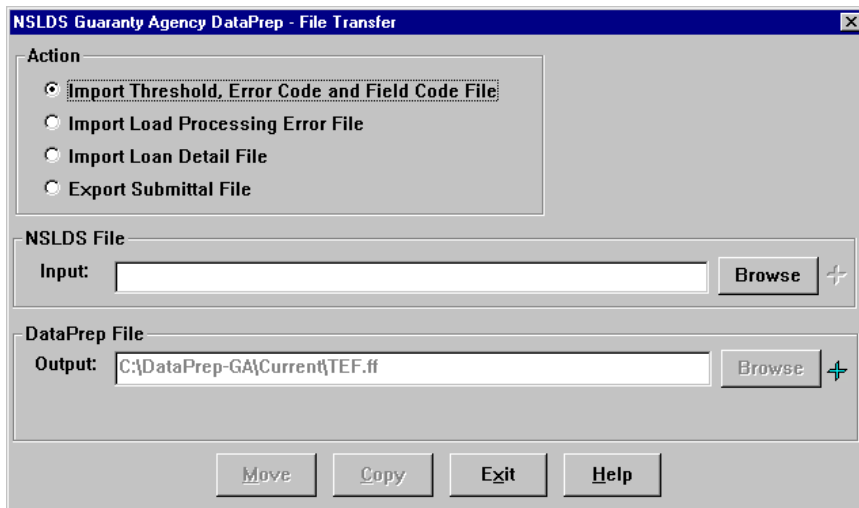 NSLDS Guaranty Agency DataPrep - File Transfer
Action
Import Threshold, Error Code and Field Code File
Import Load Processing Error File
Import Loan Detail File
Export Submittal File
NSLDS File
Input:
Browse
DataPrep File
Output: C:\DataPrep-GA\Current\TEF.ff Browse
Move Copy Exit Help